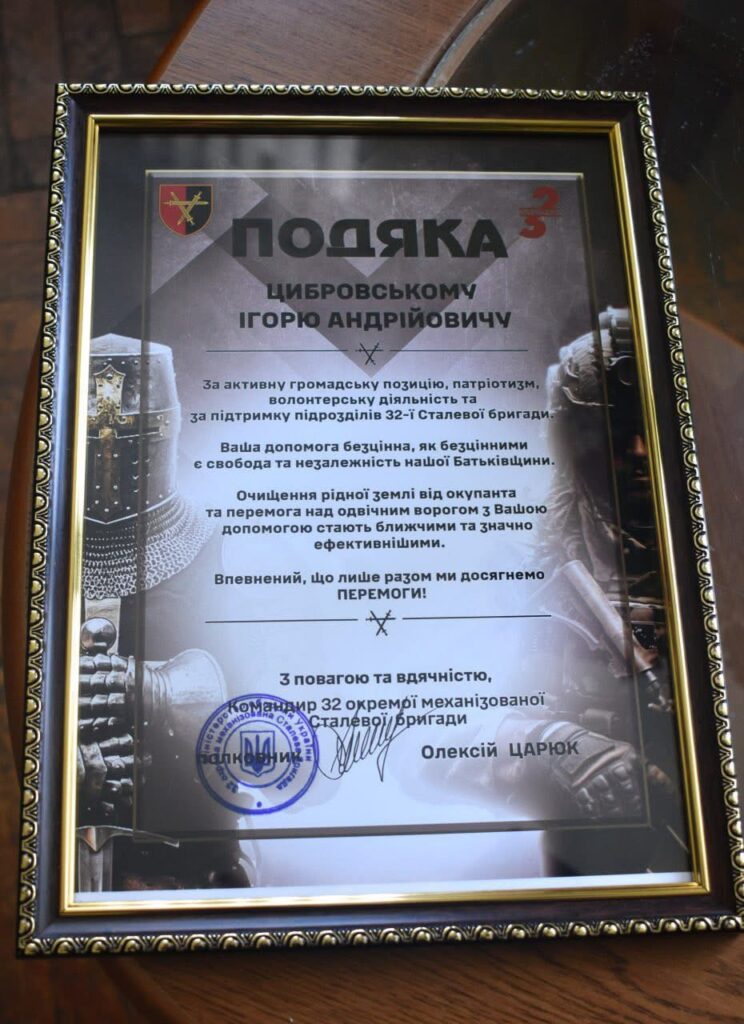 ПОДЯКА
ЦИБРОВСЬКОМУ
ІГОРЮ АНДРІЙОВИЧУ
За активну громадську позицію, патріотизм,
волонтерську діяльність та
за підтримку підрозділів 32-ї Сталевої бригади.
Ваша допомога безцінна, як безцінними
є свобода та незалежність нашої Батьківщини.
Очищення рідної землі від окупанта
та перемога над одвічним ворогом з Вашою
допомогою стають ближчими та значно
ефективнішими.
Впевнений, що лише разом ми досягнемо
ПЕРЕМОГИ!
З повагою та вдячністю,
Командир 32 окремої механізованої
Сталевої бригади
полковник Олексій ЦАРЮК